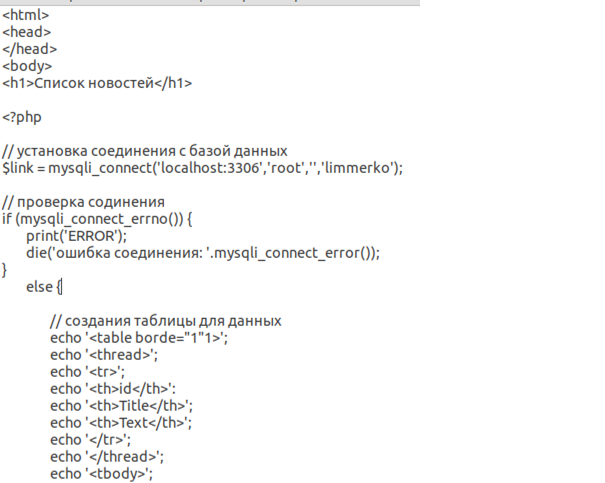 <html>
<head>
</head>
<body>
<h1>Список новостей</h1>
<?php
// установка соединения с базой данных
$link = mysqli_connect('localhost:3306','root','','limmerko');
// проверка содинения
if (mysqli_connect_errno()) {
print('ERROR');
die('ошибка соединения: '.mysqli_connect_error());
}
else {
// создания таблицы для данных
echo '<table borde="1"1>';
echo '<thread>';
echo '<tr>';
echo '<th>id</th>':
echo '<th>Title</th>';
echo '<th>Text</th>';
echo '</tr>';
echo '</thread>';
echo '<tbody>';